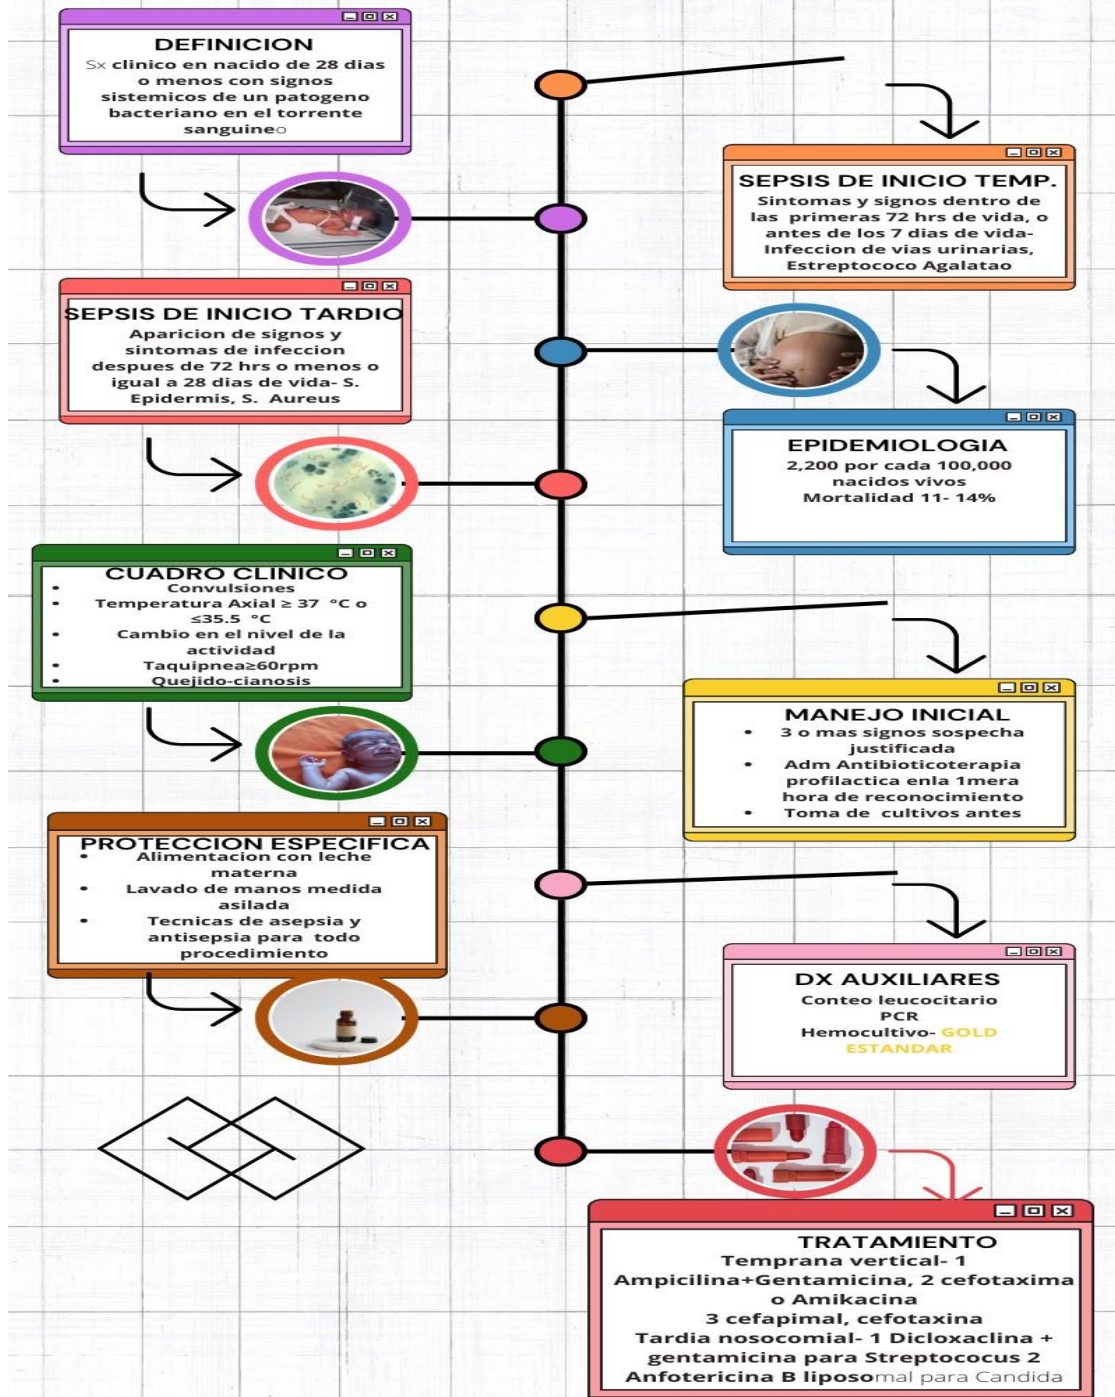 DEFINICION
Sx clinico en nacido de 28 dias
o menos con signos
sistemicos de un patogeno
bacteriano en el torrente
sanguineo
SEPSIS DE INICIO TEMP.
Sintomas y signos dentro de
las primeras 72 hrs de vida, o
antes de los 7 dias de vida-
Infeccion de vias urinarias,
Estreptococo Agalatao
SEPSIS DE INICIO TARDIO
Aparicion de signos y
sintomas de infeccion
despues de 72 hrs o menos o
igual a 28 dias de vida- S.
Epidermis, S. Aureus
EPIDEMIOLOGIA
2,200 por cada 100,000
nacidos vivos
Mortalidad 11- 14%
CUADRO CLINICO
• Convulsiones
• Temperatura Axial ≥ 37 °C o
≤35.5 °C
• Cambio en el nivel de la
actividad
• Taquipnea≥60rpm
• Quejido-cianosis
MANEJO INICIAL
• 3 o mas signos sospecha
justificada
• Adm Antibioticoterapia
profilactica enla 1mera
hora de reconocimiento
• Toma de cultivos antes
PROTECCION ESPECIFICA
• Alimentacion con leche
materna
• Lavado de manos medida
asilada
• Tecnicas de asepsia y
antisepsia para todo
procedimiento
DX AUXILIARES
Conteo leucocitario
PCR
Hemocultivo- GOLD
ESTANDAR
TRATAMIENTO
Temprana vertical- 1
Ampicilina+Gentamicina, 2 cefotaxima
o Amikacina
3 cefapimal, cefotaxina
Tardia nosocomial- 1 Dicloxaclina +
gentamicina para Streptococus 2
Anfotericina B liposomal para Candida